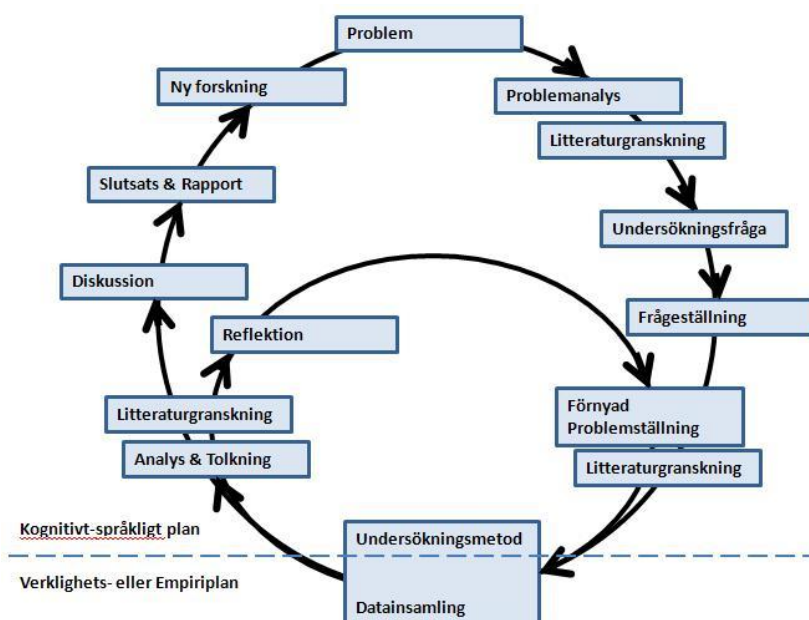 Problem
Ny forskning
Problemanalys
Litteraturgranskning
Slutsats & Rapport
Undersökningsfråga
Diskussion
Frågeställning
Reflektion
Litteraturgranskning
Förnyad
Problemställning
Analys & Tolkning
Litteraturgranskning
Kognitivt-språkligt plan
Undersökningsmetod
Verklighets- eller Empiriplan
Datainsamling